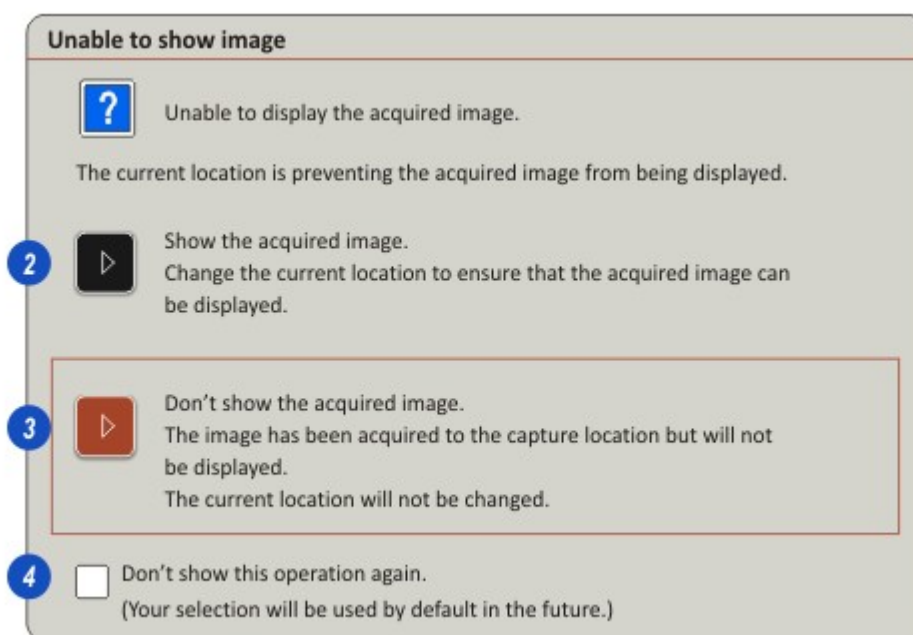 Unable to show image
?
Unable to display the acquired image.
The current location is preventing the acquired image from being displayed.
2
Show the acquired image.
Change the current location to ensure that the acquired image can
be displayed.
3
Don’t show the acquired image.
The image has been acquired to the capture location but will not
be displayed.
The current location will not be changed.
4
Don’t show this operation again.
(Your selection will be used by default in the future.)